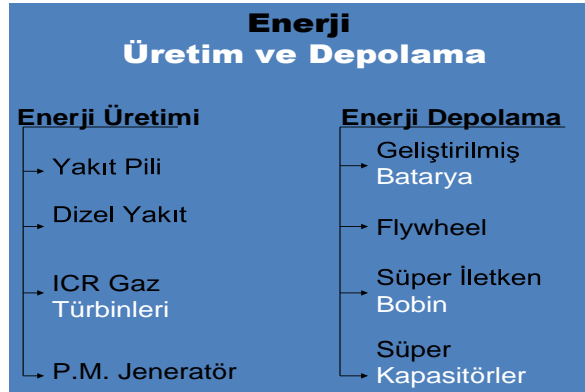 Enerji
Üretim ve Depolama
Enerji Üretimi
Yakıt Pili
Dizel Yakıt
ICR Gaz
Türbinleri
P.M. Jeneratör
Enerji Depolama
Geliştirilmiş
Batarya
Flywheel
Süper İletken
Bobin
Süper
Kapasitörler